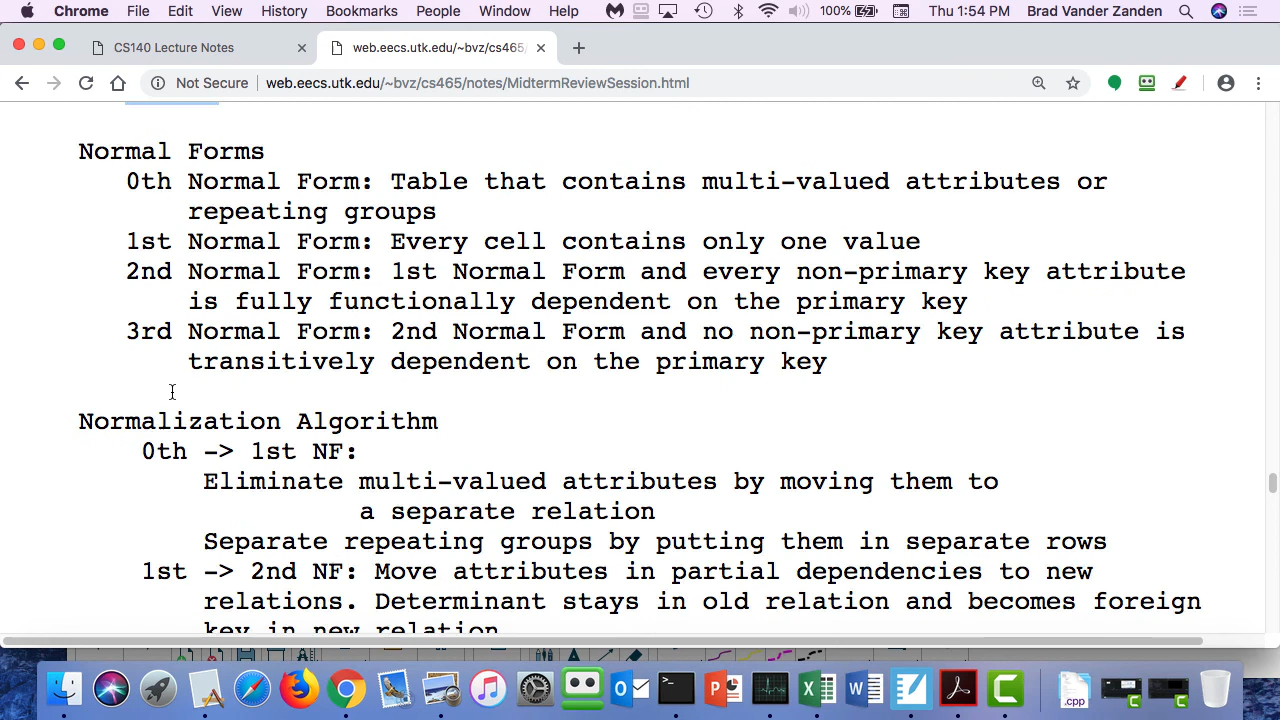 Chrome File Edit View History Bookmarks People Window Help 100% Thu 1:54 PM Brad Vander Zanden
CS140 Lecture Notes
web.eecs.utk.edu/~bvz/cs465/
Not Secure web.eecs.utk.edu/~bvz/cs465/notes/MidtermReviewSession.html
Normal Forms
0th Normal Form: Table that contains multi-valued attributes or
repeating groups
1st Normal Form: Every cell contains only one value
2nd Normal Form: 1st Normal Form and every non-primary key attribute
is fully functionally dependent on the primary key
3rd Normal Form: 2nd Normal Form and no non-primary key attribute is
transitively dependent on the primary key
Normalization Algorithm
0th -> 1st NF:
Eliminate multi-valued attributes by moving them to
a separate relation
Separate repeating groups by putting them in separate rows
1st -> 2nd NF: Move attributes in partial dependencies to new
relations. Determinant stays in old relation and becomes foreign
key in new relation
.cpp